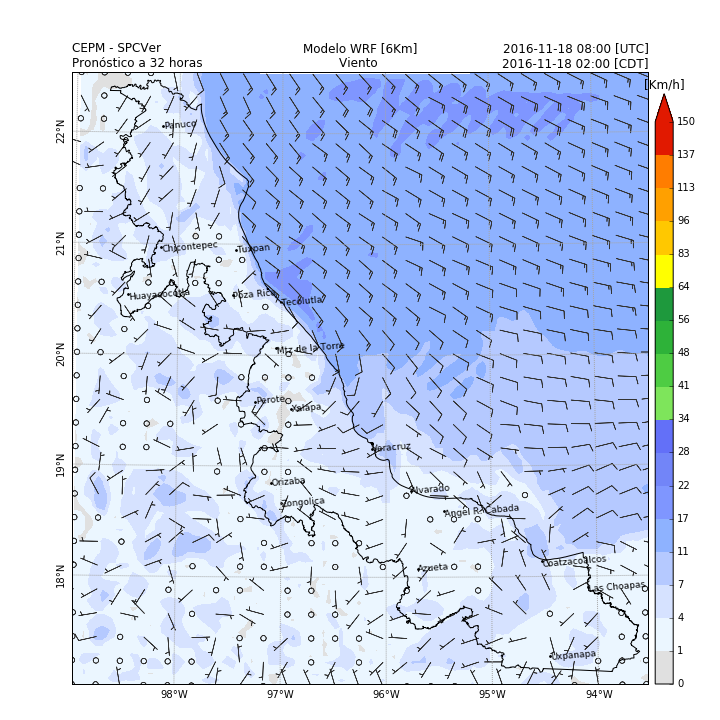 CEPM - SPCVer Modelo WRF [6Km] 2016-11-18 08:00 [UTC]
Pronóstico a 32 horas Viento 2016-11-18 02:00 [CDT]
[Km/h]
150
137
113
96
83
64
56
48
41
34
28
22
17
11
7
4
1
0
22°N
21°N
20°N
19°N
18°N
Panuco
Chicontepec
Tuxpan
Huayacocotla
Poza Rica
Tecolutla
Mtz de la Torre
Perote
Xalapa
Veracruz
Orizaba
Zongolica
Alvarado
Angel R. Cabada
Azueta
Coatzacoalcos
Las Choapas
Uxpanapa
98°W 97°W 96°W 95°W 94°W